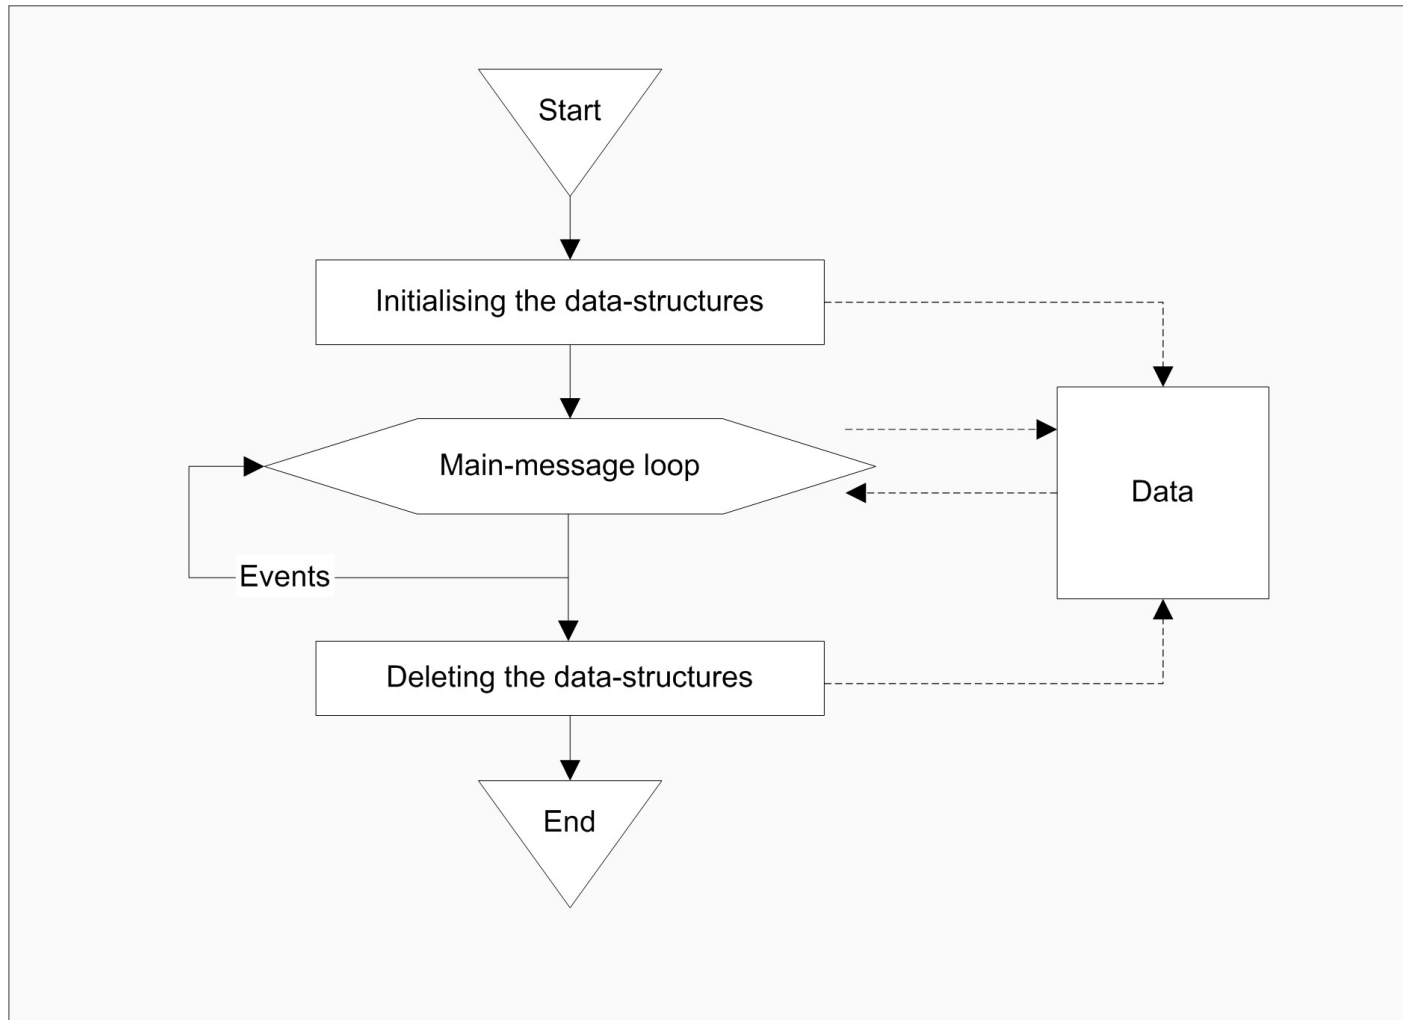 Start
Initialising the data-structures
Main-message loop
Data
Events
Deleting the data-structures
End